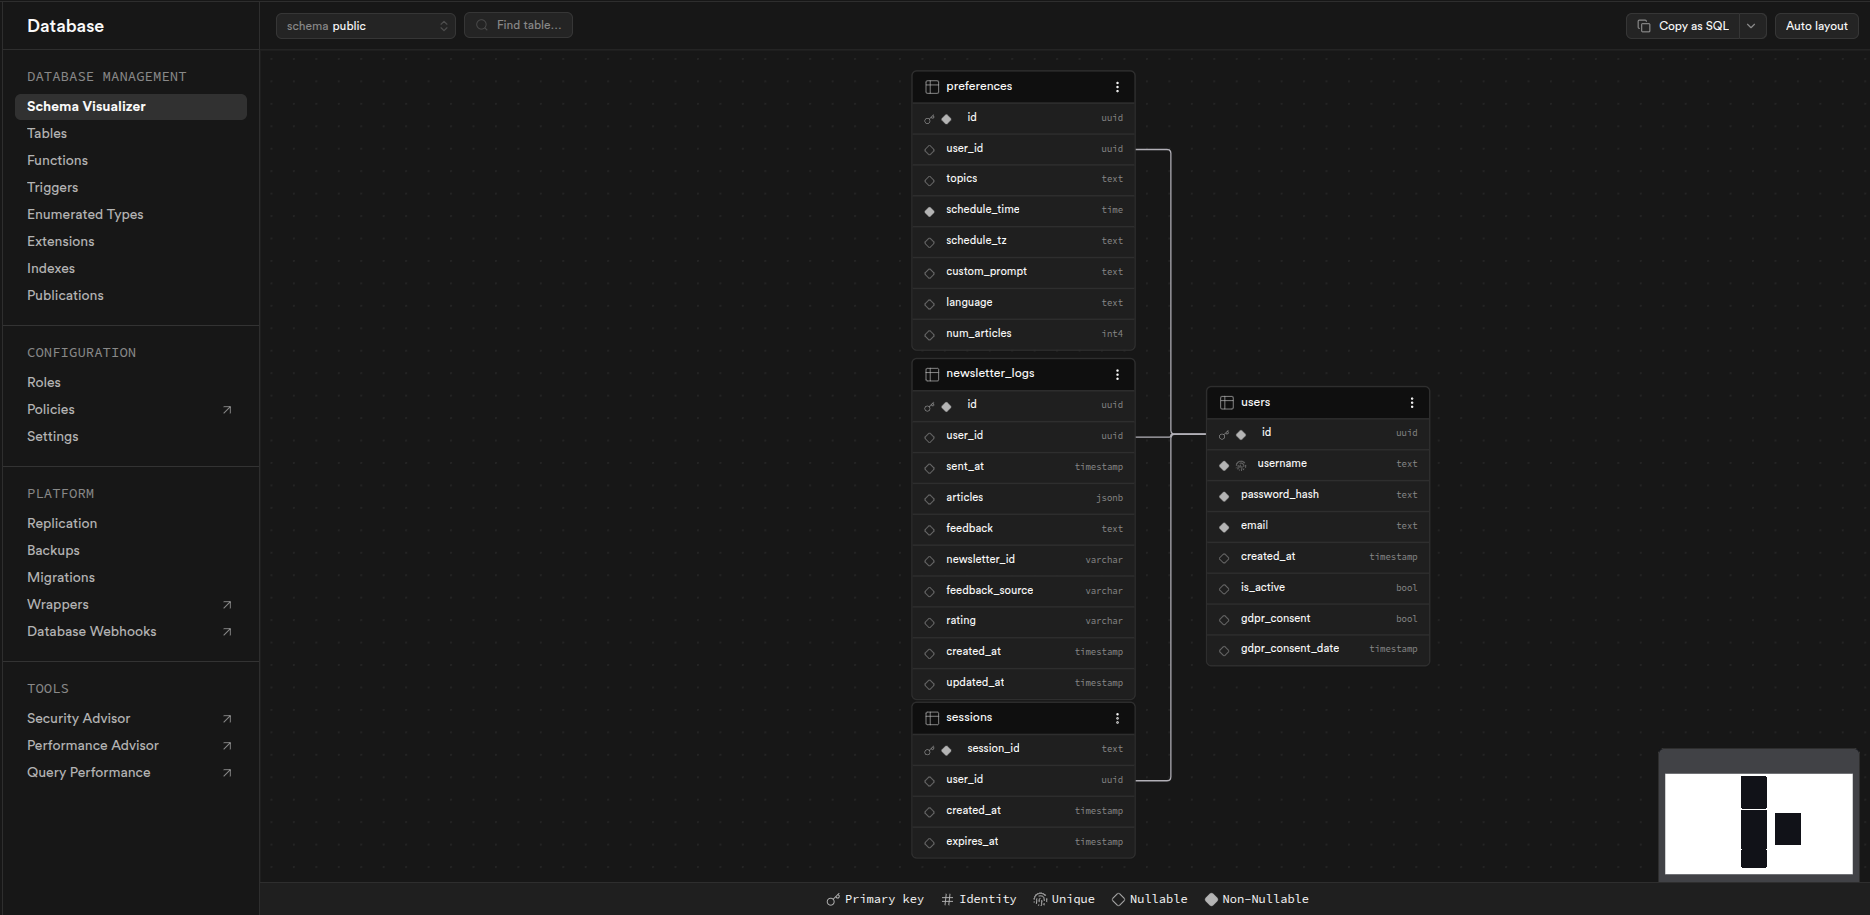 Database
schema public
Find table...
Copy as SQL
Auto layout
DATABASE MANAGEMENT
Schema Visualizer
Tables
Functions
Triggers
Enumerated Types
Extensions
Indexes
Publications
CONFIGURATION
Roles
Policies
Settings
PLATFORM
Replication
Backups
Migrations
Wrappers
Database Webhooks
TOOLS
Security Advisor
Performance Advisor
Query Performance
preferences
id uuid
user_id uuid
topics text
schedule_time time
schedule_tz text
custom_prompt text
language text
num_articles int4
newsletter_logs
id uuid
user_id uuid
sent_at timestamp
articles jsonb
feedback text
newsletter_id varchar
feedback_source varchar
rating varchar
created_at timestamp
updated_at timestamp
sessions
session_id text
user_id uuid
created_at timestamp
expires_at timestamp
users
id uuid
username text
password_hash text
email text
created_at timestamp
is_active bool
gdpr_consent bool
gdpr_consent_date timestamp
Primary key Identity Unique Nullable Non-Nullable